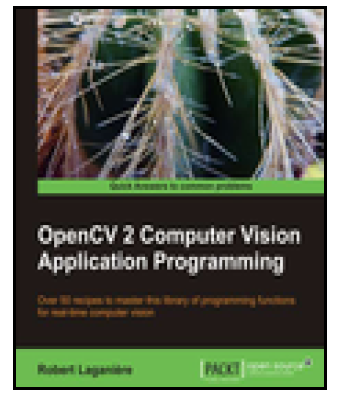 Quick Answers to common problems
OpenCV 2 Computer Vision
Application Programming
Over 50 recipes to master this library of programming functions
for real-time computer vision
Robert Laganière
PACKT open source*